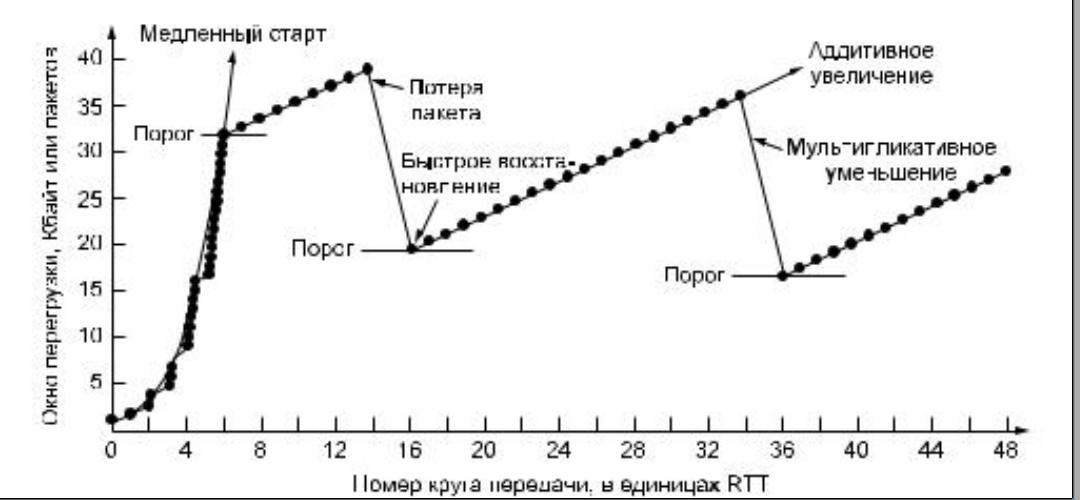 Медленный старт
Аддитивное
увеличение
Потеря
пакета
Порог
Быстрое восста-
новление
Мультипликативное
уменьшение
Порог
Порог
Окно перегрузки, Кбайт или пакетов
40
35
30
25
20
15
10
5
0 4 8 12 16 20 24 28 32 36 40 44 48
Номер круга передачи, в единицах RTT